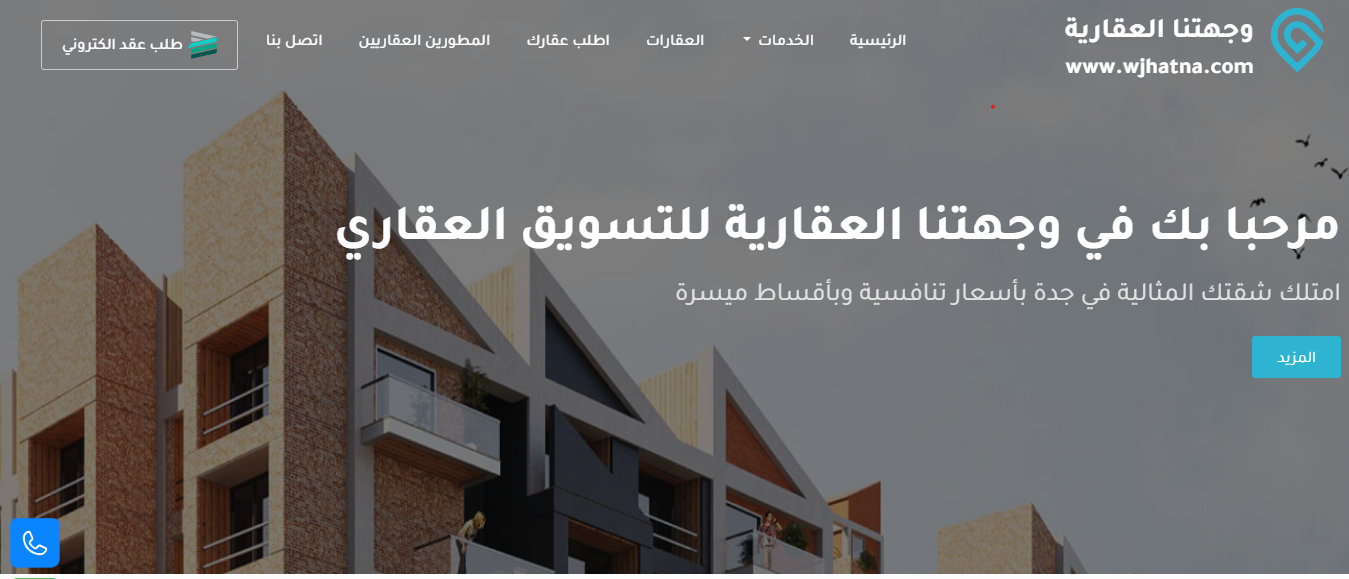 وجهتنا العقارية
www.wjhatna.com
الرئيسية
الخدمات
العقارات
اطلب عقارك
المطورين العقاريين
اتصل بنا
طلب عقد الكتروني
مرحبا بك في وجهتنا العقارية للتسويق العقاري
امتلك شقتك المثالية في جدة بأسعار تنافسية وبأقساط ميسرة
المزيد